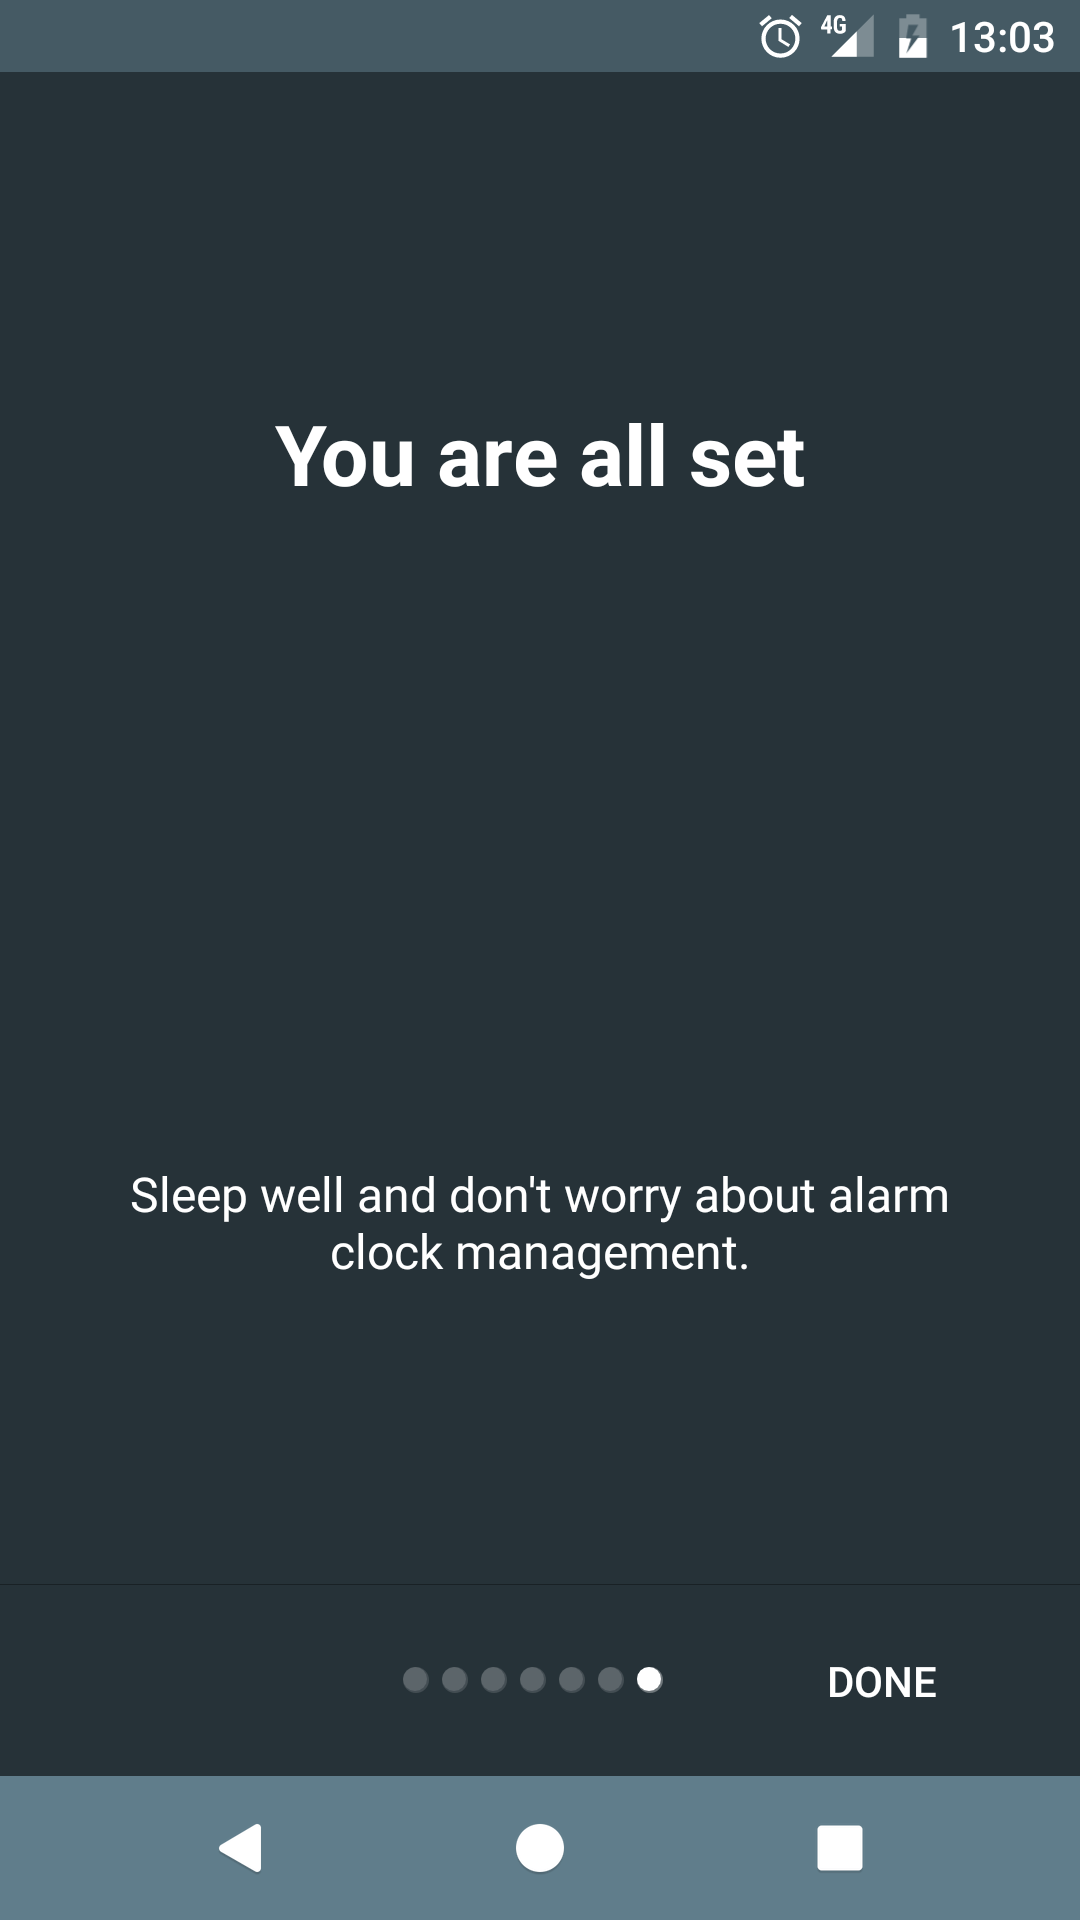 4G 13:03
You are all set
Sleep well and don't worry about alarm
clock management.
DONE